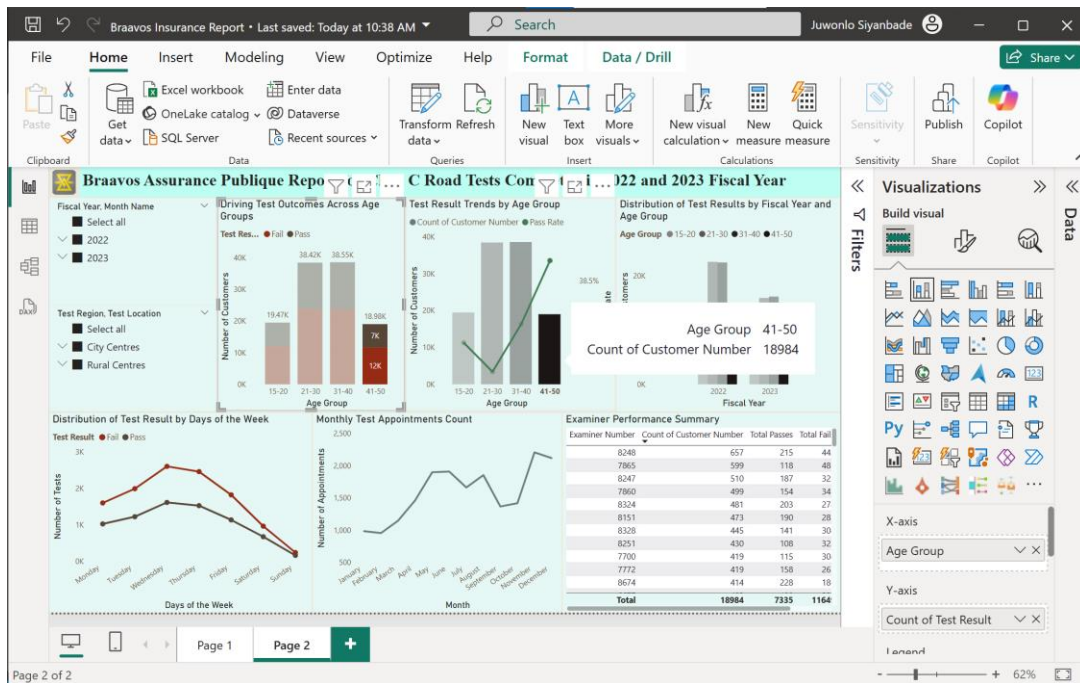 Braavos Insurance Report • Last saved: Today at 10:38 AM
Search
Juwonlo Siyanbade
File Home Insert Modeling View Optimize Help Format Data / Drill
Share
Paste
Get data
Excel workbook
OneLake catalog
SQL Server
Enter data
Dataverse
Recent sources
Transform data
Refresh
New visual
Text box
More visuals
New visual calculation
New measure
Quick measure
Sensitivity
Publish
Copilot
Clipboard Data Queries Insert Calculations Sensitivity Share Copilot
Braavos Assurance Publique Repo
C Road Tests Com
022 and 2023 Fiscal Year
Fiscal Year, Month Name
Select all
2022
2023
Test Region, Test Location
Select all
City Centres
Rural Centres
Driving Test Outcomes Across Age Groups
Test Res... Fail Pass
Number of Customers
40K
30K
20K
10K
0K
19.47K
38.42K
38.55K
18.98K
7K
12K
15-20 21-30 31-40 41-50
Age Group
Test Result Trends by Age Group
Count of Customer Number Pass Rate
Number of Customers
40K
30K
20K
10K
0K
38.5%
15-20 21-30 31-40 41-50
Age Group
Distribution of Test Results by Fiscal Year and Age Group
Age Group 15-20 21-30 31-40 41-50
20K
0K
2022 2023
Fiscal Year
Age Group 41-50
Count of Customer Number 18984
Distribution of Test Result by Days of the Week
Test Result Fail Pass
Number of Tests
3K
2K
1K
0K
Monday Tuesday Wednesday Thursday Friday Saturday Sunday
Days of the Week
Monthly Test Appointments Count
Number of Appointments
2,500
2,000
1,500
1,000
500
January February March April May June July August September October November December
Month
Examiner Performance Summary
Examiner Number Count of Customer Number Total Passes Total Fail
8248 657 215 44
7865 599 118 48
8247 510 187 32
7860 499 154 34
8324 481 203 27
8151 473 190 28
8328 445 141 30
8251 430 108 32
7700 419 115 30
7772 419 158 26
8674 414 228 18
Total 18984 7335 1164
Filters
Visualizations
Build visual
123
R
Py
X-axis
Age Group
Y-axis
Count of Test Result
Legend
Data
Page 1
Page 2
Page 2 of 2
62%